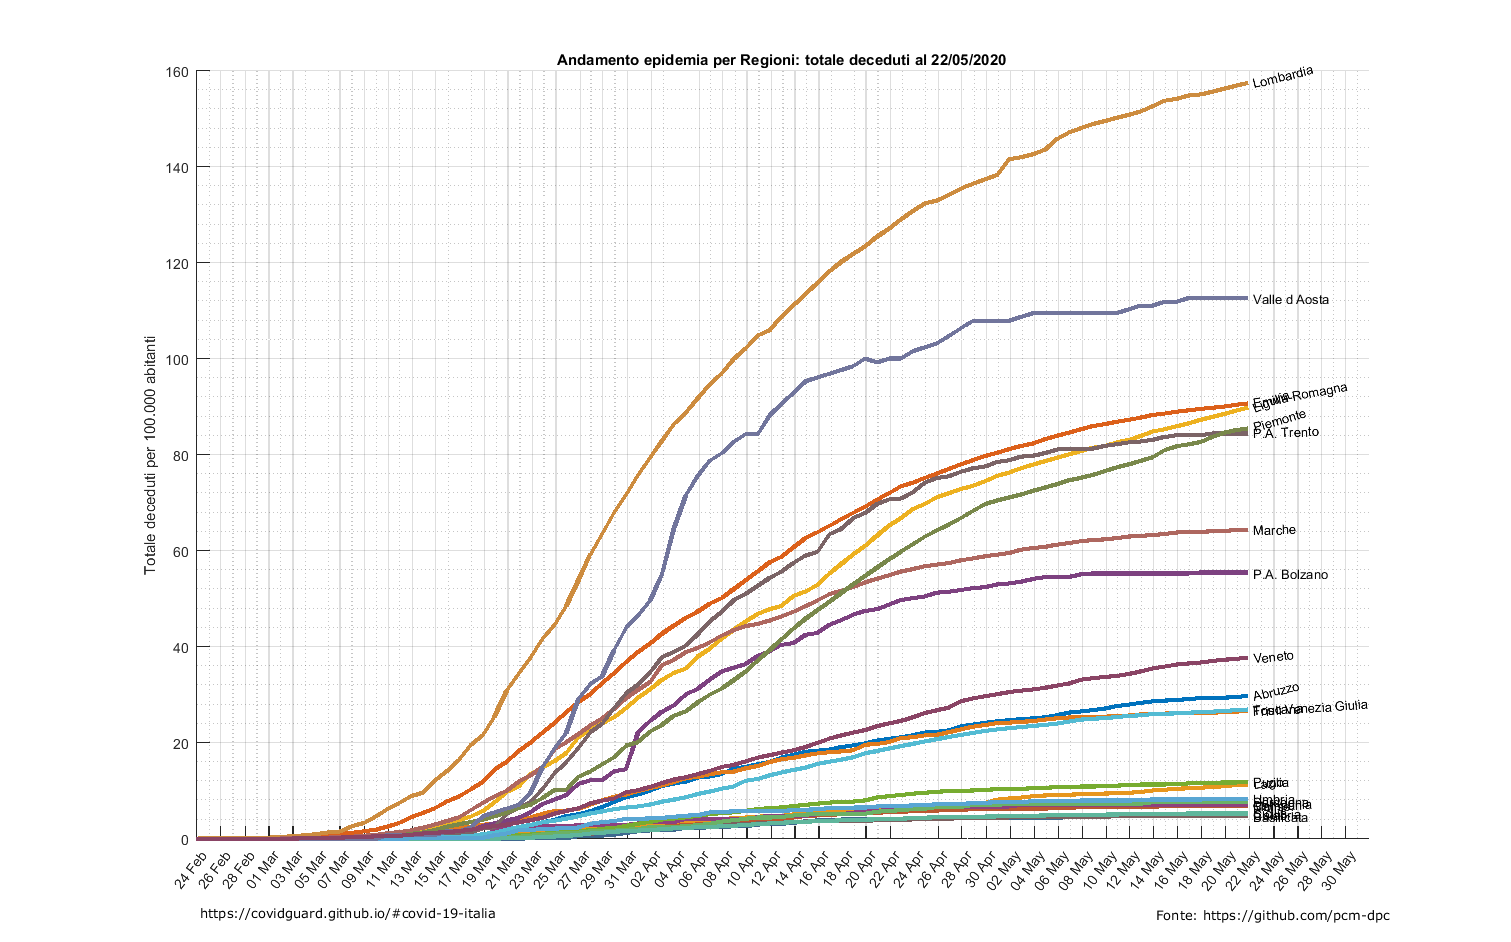 Andamento epidemia per Regioni: totale deceduti al 22/05/2020
Totale deceduti per 100.000 abitanti
160
140
120
100
80
60
40
20
0
Lombardia
Valle d Aosta
Emilia-Romagna
Liguria
Piemonte
P.A. Trento
Marche
P.A. Bolzano
Veneto
Abruzzo
Friuli Venezia Giulia
Toscana
Puglia
Lazio
Umbria
Basilicata
24 Feb
26 Feb
28 Feb
01 Mar
03 Mar
05 Mar
07 Mar
09 Mar
11 Mar
13 Mar
15 Mar
17 Mar
19 Mar
21 Mar
23 Mar
25 Mar
27 Mar
29 Mar
31 Mar
02 Apr
04 Apr
06 Apr
08 Apr
10 Apr
12 Apr
14 Apr
16 Apr
18 Apr
20 Apr
22 Apr
24 Apr
26 Apr
28 Apr
30 Apr
02 May
04 May
06 May
08 May
10 May
12 May
14 May
16 May
18 May
20 May
22 May
24 May
26 May
28 May
30 May
https://covidguard.github.io/#covid-19-italia
Fonte: https://github.com/pcm-dpc